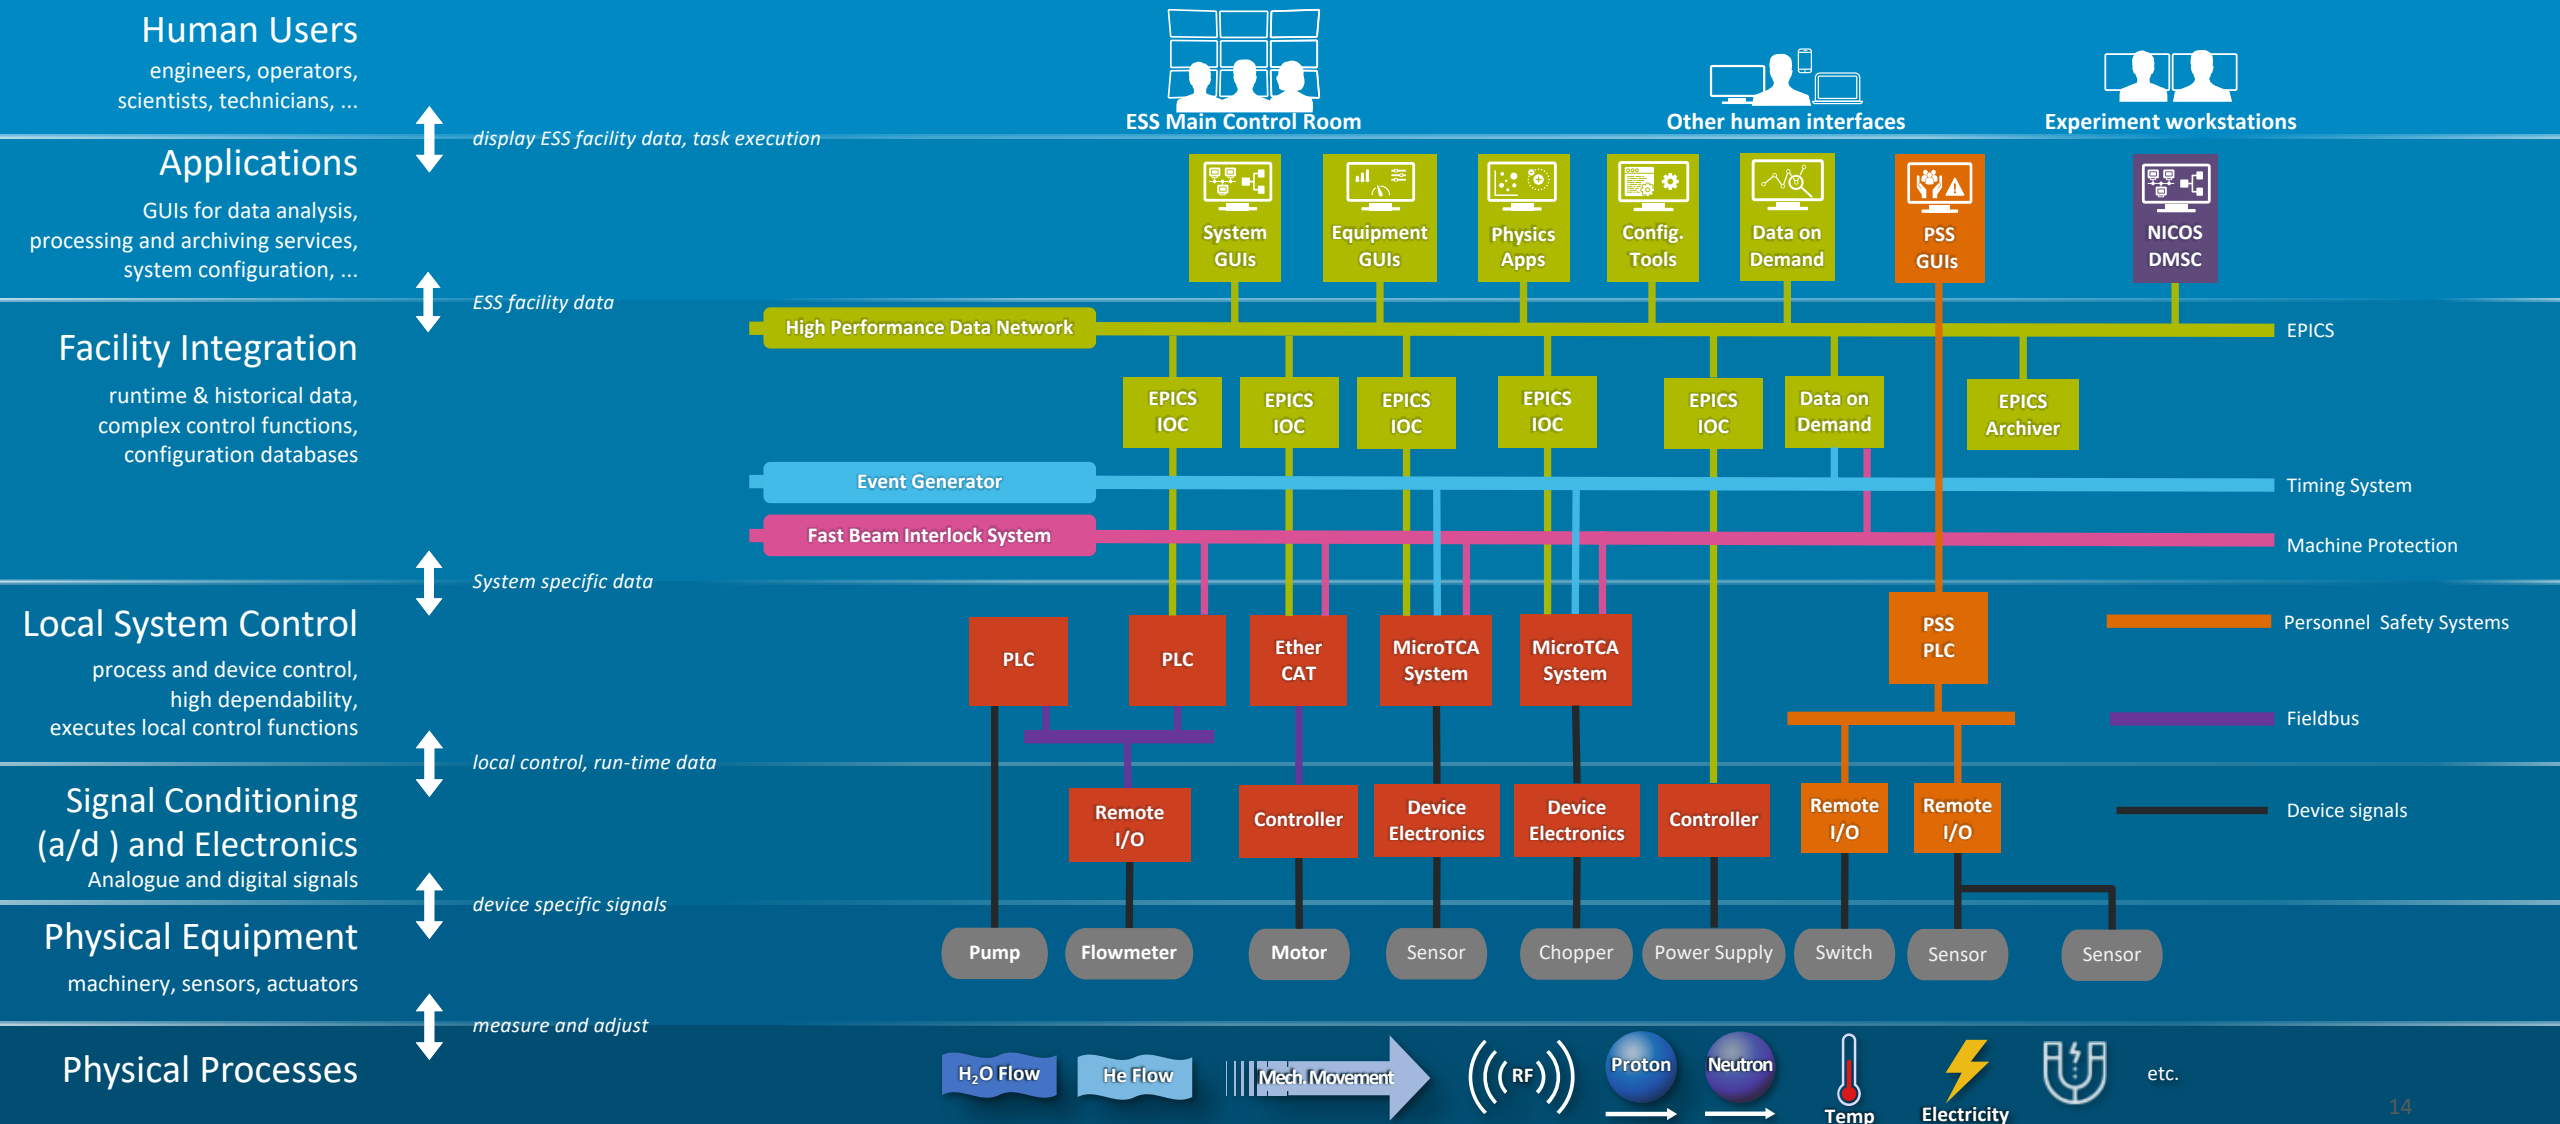 Human Users
engineers, operators,
scientists, technicians, ...
ESS Main Control Room
Other human interfaces
Experiment workstations
display ESS facility data, task execution
Applications
GUIs for data analysis,
processing and archiving services,
system configuration, ...
System
GUIs
Equipment
GUIs
Physics
Apps
Config.
Tools
Data on
Demand
PSS
GUIs
NICOS
DMSC
ESS facility data
Facility Integration
runtime & historical data,
complex control functions,
configuration databases
High Performance Data Network
EPICS
EPICS
IOC
EPICS
IOC
EPICS
IOC
EPICS
IOC
EPICS
IOC
Data on
Demand
EPICS
Archiver
Event Generator
Timing System
Fast Beam Interlock System
Machine Protection
System specific data
Local System Control
process and device control,
high dependability,
executes local control functions
PLC
PLC
Ether
CAT
MicroTCA
System
MicroTCA
System
PSS
PLC
Personnel Safety Systems
Fieldbus
local control, run-time data
Signal Conditioning
(a/d ) and Electronics
Analogue and digital signals
Remote
I/O
Controller
Device
Electronics
Device
Electronics
Controller
Remote
I/O
Remote
I/O
Device signals
device specific signals
Physical Equipment
machinery, sensors, actuators
Pump
Flowmeter
Motor
Sensor
Chopper
Power Supply
Switch
Sensor
Sensor
measure and adjust
Physical Processes
H₂O Flow
He Flow
Mech. Movement
RF
Proton
Neutron
Temp
Electricity
etc.
14